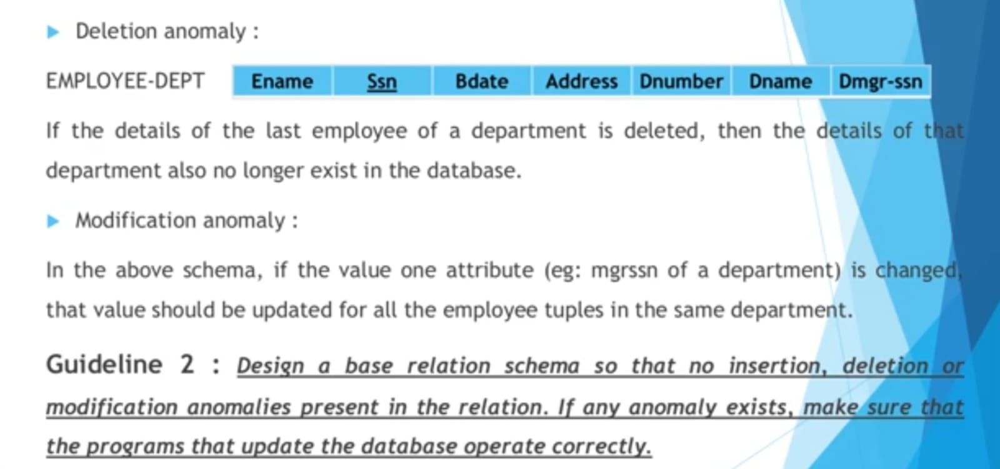 Deletion anomaly :
EMPLOYEE-DEPT Ename Ssn Bdate Address Dnumber Dname Dmgr-ssn
If the details of the last employee of a department is deleted, then the details of that
department also no longer exist in the database.
Modification anomaly :
In the above schema, if the value one attribute (eg: mgrssn of a department) is changed,
that value should be updated for all the employee tuples in the same department.
Guideline 2 : Design a base relation schema so that no insertion, deletion or
modification anomalies present in the relation. If any anomaly exists, make sure that
the programs that update the database operate correctly.